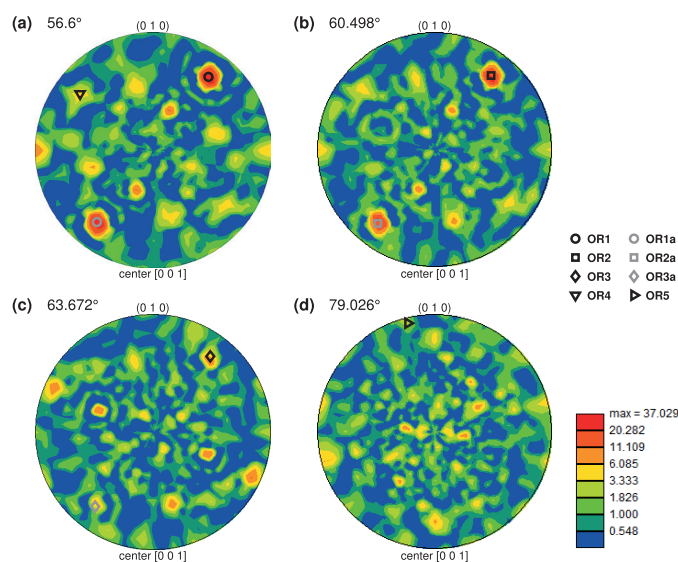 (a) 56.6° (0 1 0)
(b) 60.498° (0 1 0)
center [0 0 1]
center [0 0 1]
OR1 OR1a
OR2 OR2a
OR3 OR3a
OR4 OR5
(c) 63.672° (0 1 0)
(d) 79.026° (0 1 0)
center [0 0 1]
center [0 0 1]
max = 37.029
20.282
11.109
6.085
3.333
1.826
1.000
0.548